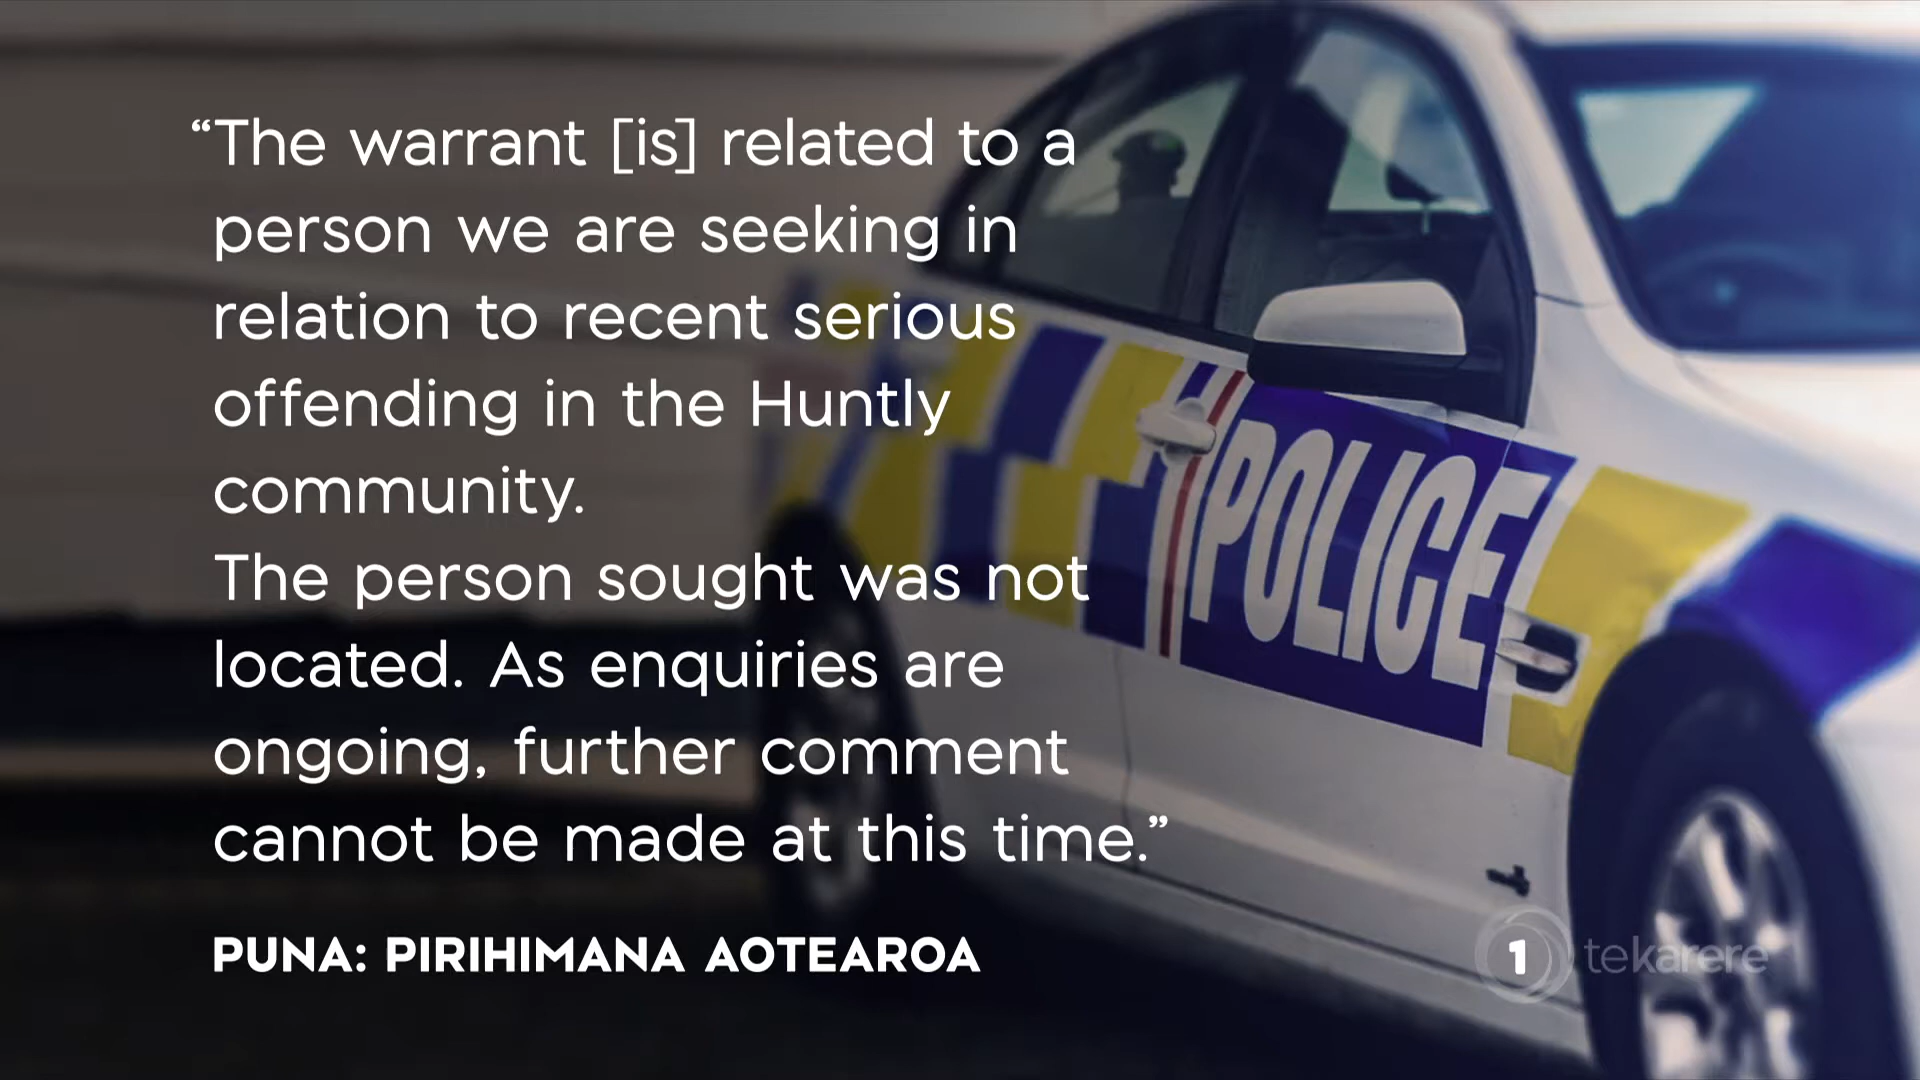 “The warrant [is] related to a
person we are seeking in
relation to recent serious
offending in the Huntly
community.
The person sought was not
located. As enquiries are
ongoing, further comment
cannot be made at this time.”
PUNA: PIRIHIMANA AOTEAROA
POLICE
1 tekarere